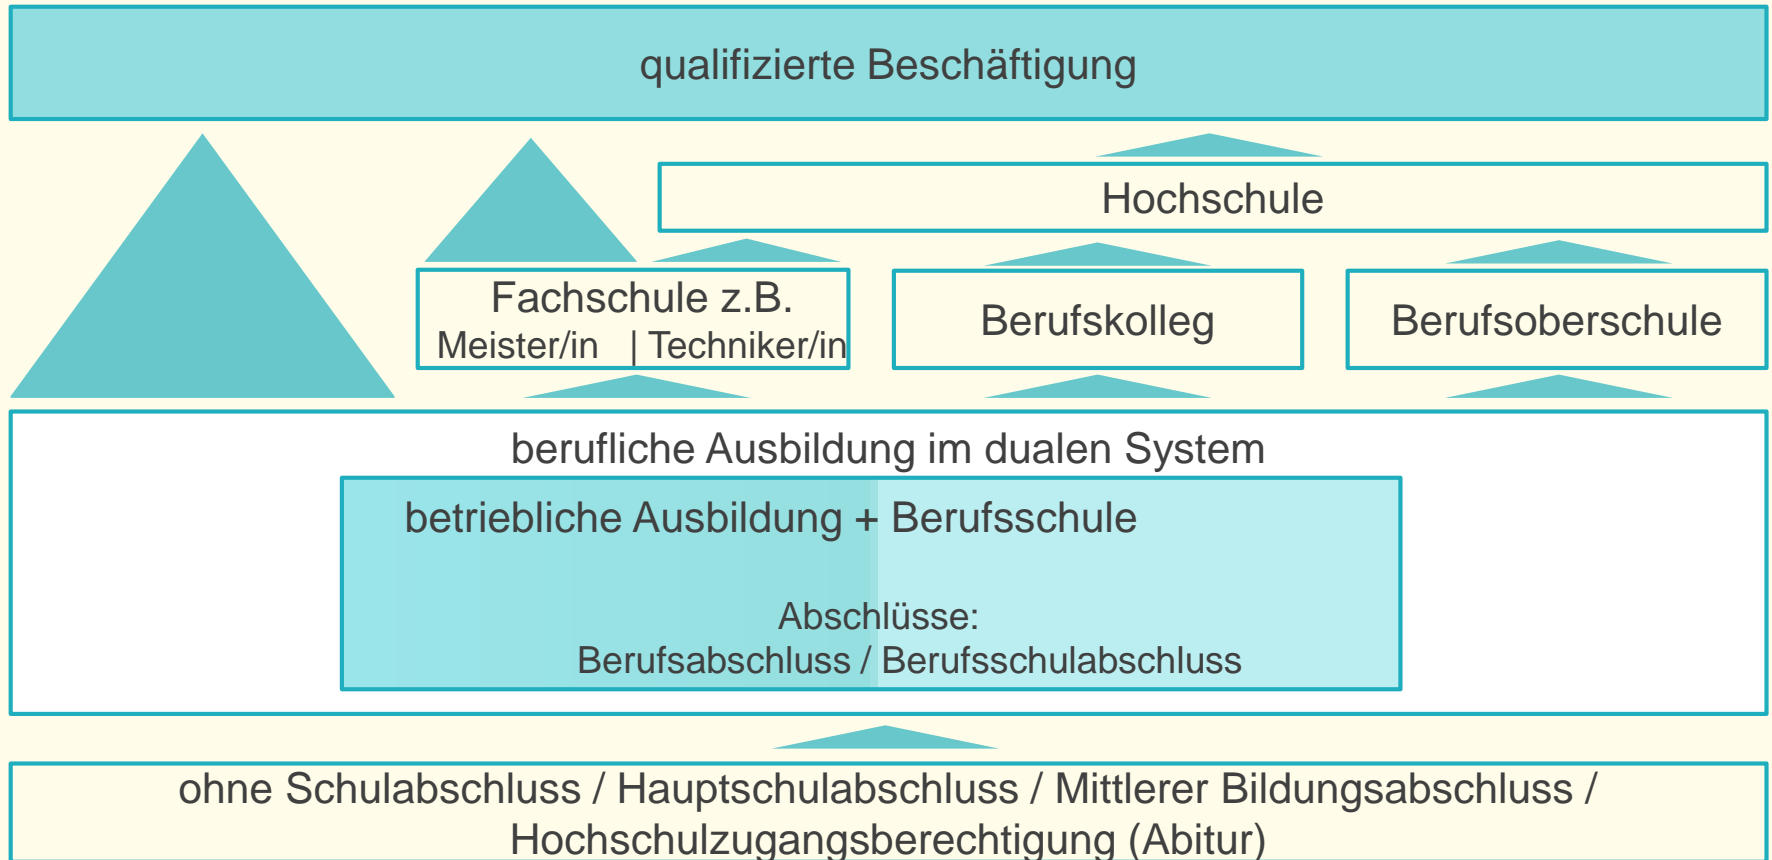 qualifizierte Beschäftigung
Hochschule
Fachschule z.B.
Meister/in | Techniker/in
Berufskolleg
Berufsoberschule
berufliche Ausbildung im dualen System
betriebliche Ausbildung + Berufsschule
Abschlüsse:
Berufsabschluss / Berufsschulabschluss
ohne Schulabschluss / Hauptschulabschluss / Mittlerer Bildungsabschluss /
Hochschulzugangsberechtigung (Abitur)